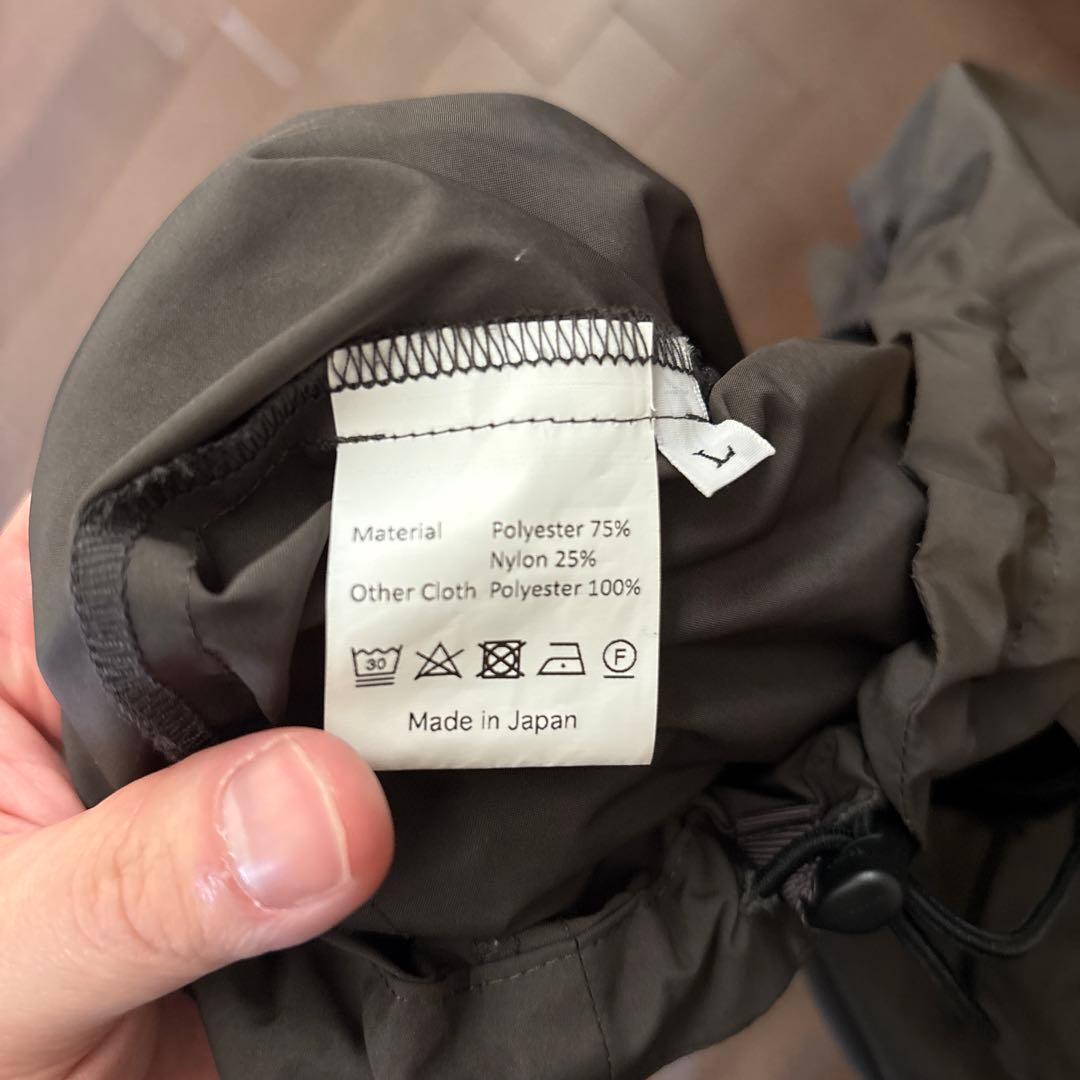 L
Material Polyester 75%
Nylon 25%
Other Cloth Polyester 100%
30 F
Made in Japan